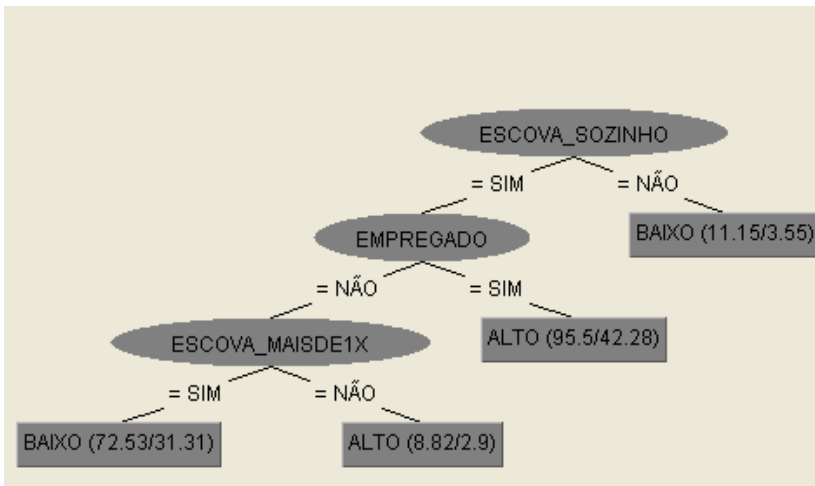 ESCOVA_SOZINHO
= SIM
= NÃO
EMPREGADO
BAIXO (11.15/3.55)
= NÃO
= SIM
ESCOVA_MAISDE1X
ALTO (95.5/42.28)
= SIM
= NÃO
BAIXO (72.53/31.31)
ALTO (8.82/2.9)